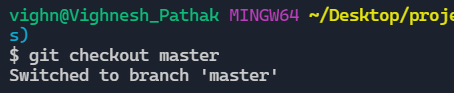 vighn@Vighnesh_Pathak MINGW64 ~/Desktop/proje
s)
$ git checkout master
Switched to branch 'master'